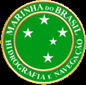 MARINHA DO BRASIL
HIDROGRAFIA E NAVEGAÇÃO